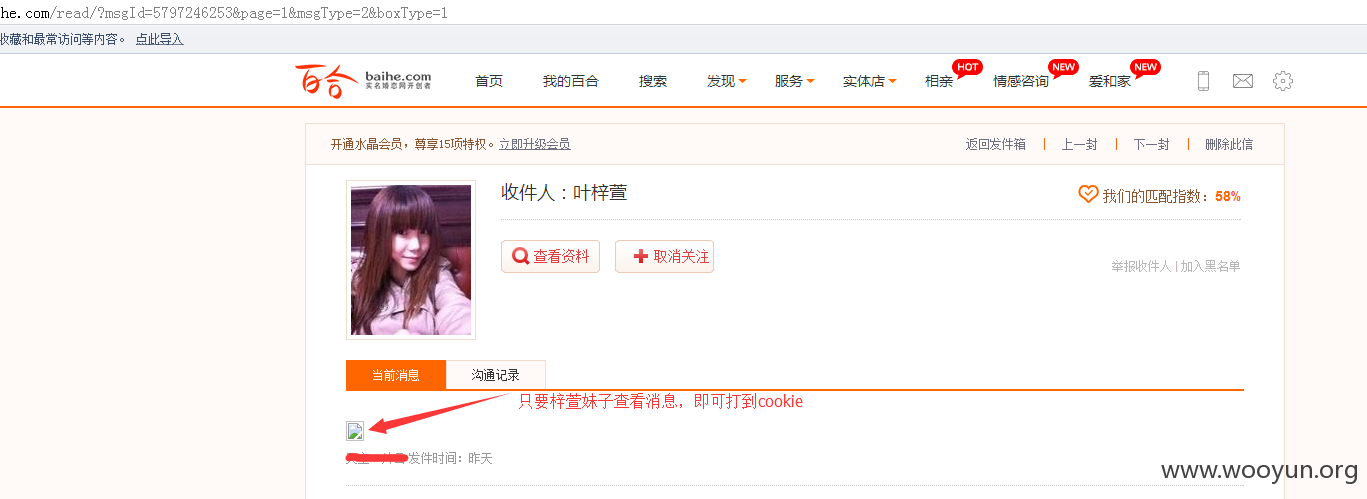 he.com/read/?msgId=5797246253&page=1&msgType=2&boxType=1
收藏和最常访问等内容。 点此导入
百合 baihe.com 实名婚恋网开创者 首页 我的百合 搜索 发现 服务 实体店 相亲 HOT 情感咨询 NEW 爱和家 NEW
开通水晶会员，尊享15项特权。立即升级会员 返回发件箱 上一封 下一封 删除此信
收件人：叶梓萱 我们的匹配指数：58%
查看资料 取消关注 举报收件人 | 加入黑名单
当前消息 沟通记录
只要梓萱妹子查看消息，即可打到cookie
发件时间：昨天
www.wooyun.org